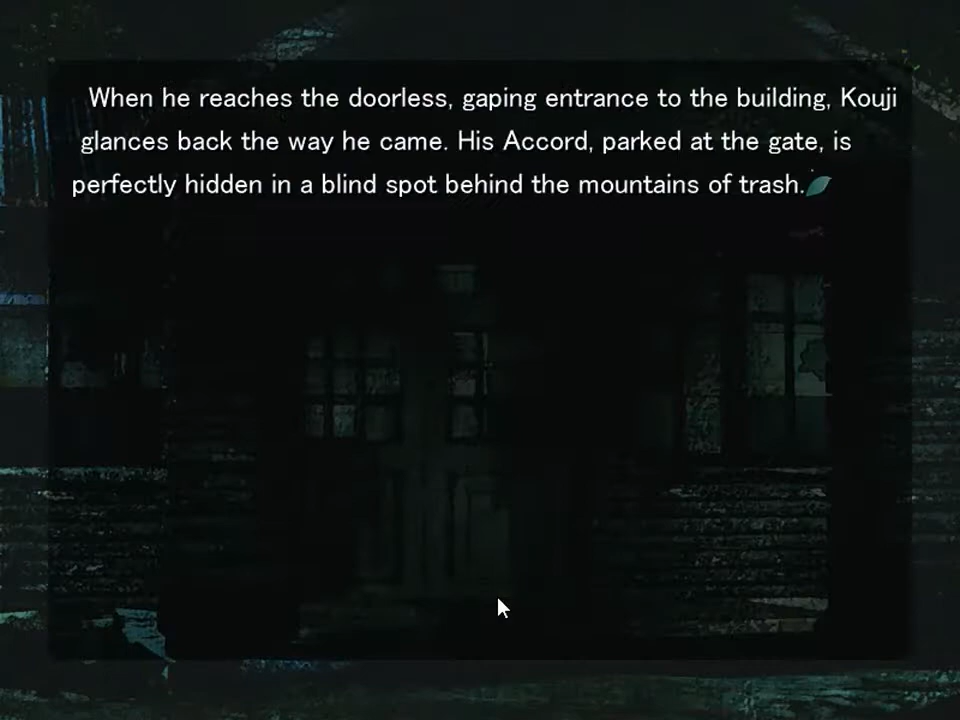 When he reaches the doorless, gaping entrance to the building, Kouji
glances back the way he came. His Accord, parked at the gate, is
perfectly hidden in a blind spot behind the mountains of trash.